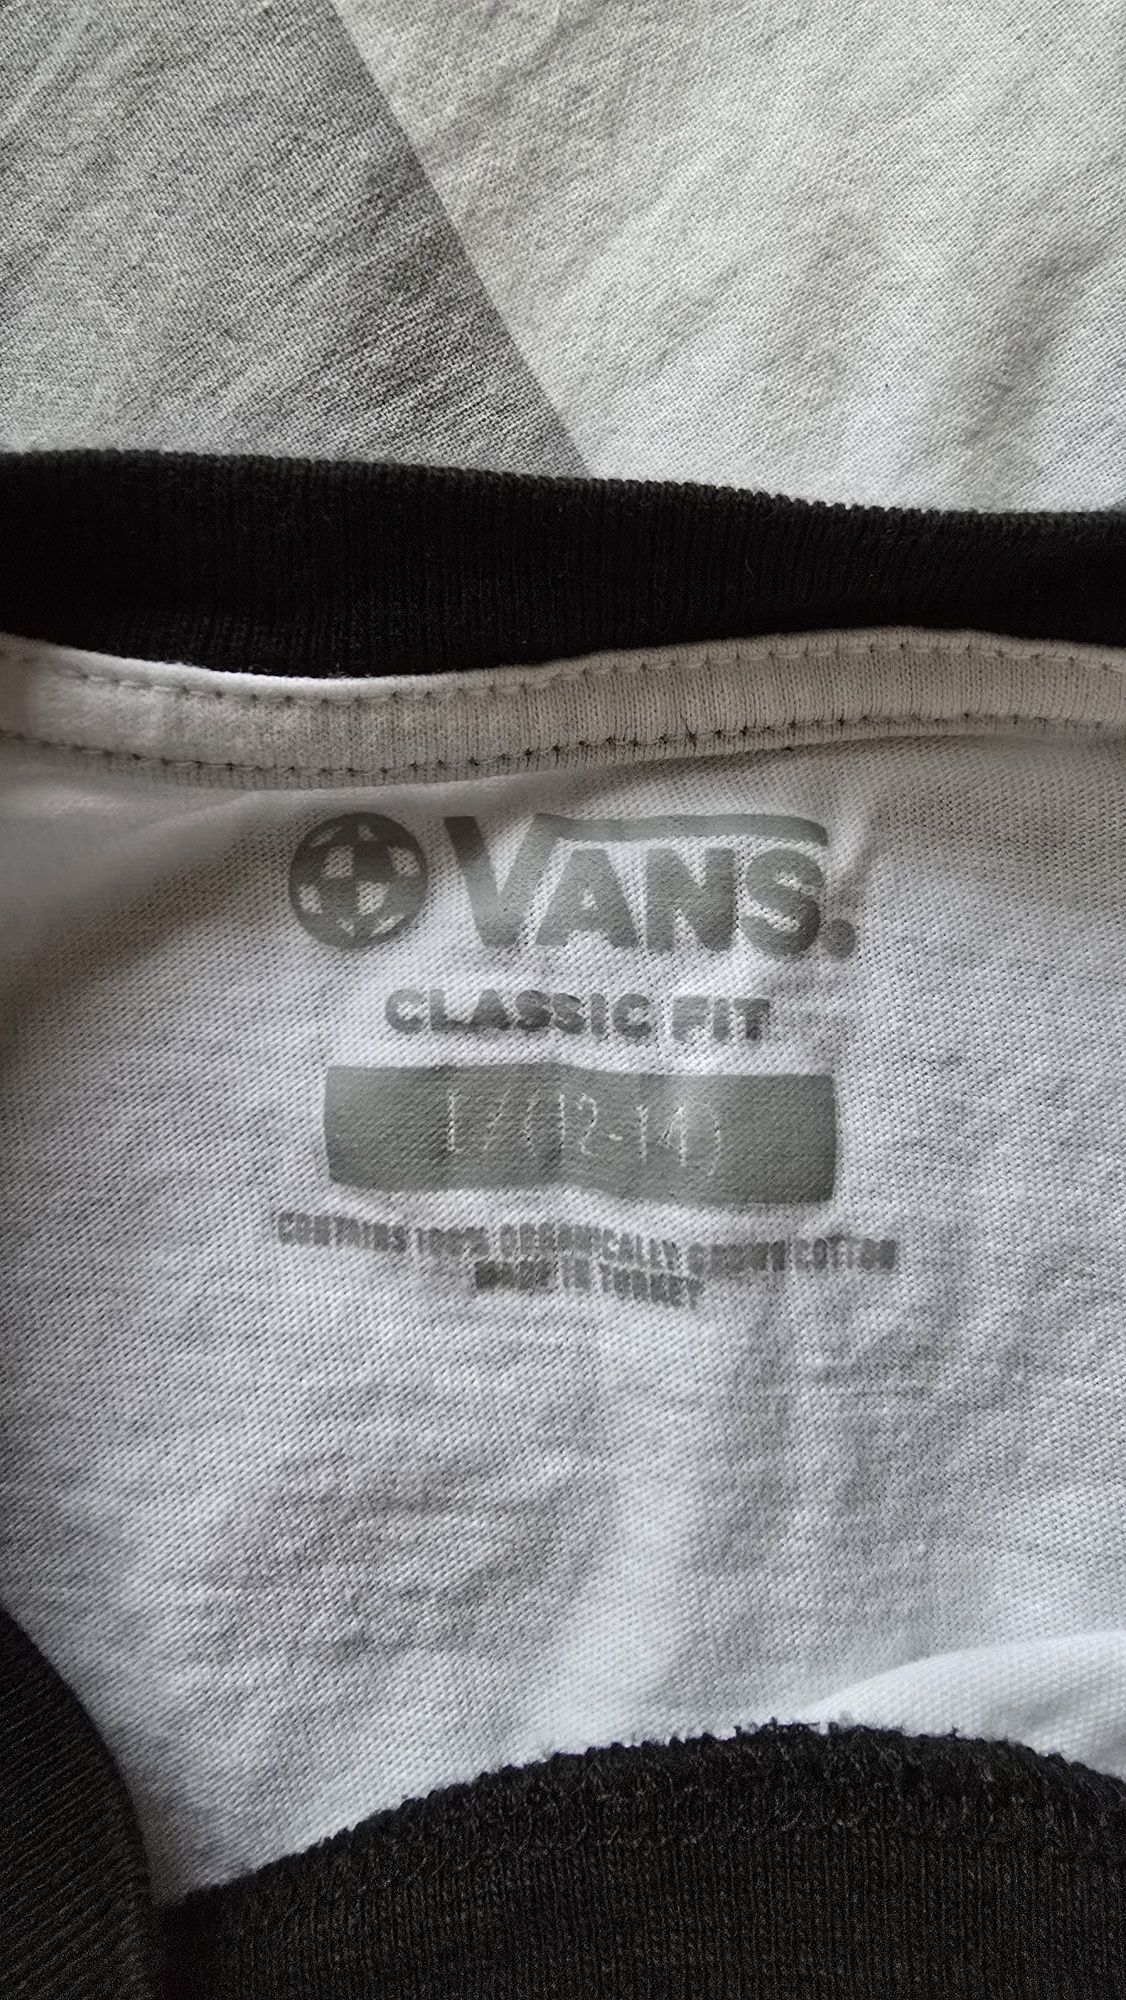 VANS.
CLASSIC FIT
L/(12-14)
CONTAINS 100% ORGANICALLY GROWN COTTON
MADE IN TURKEY